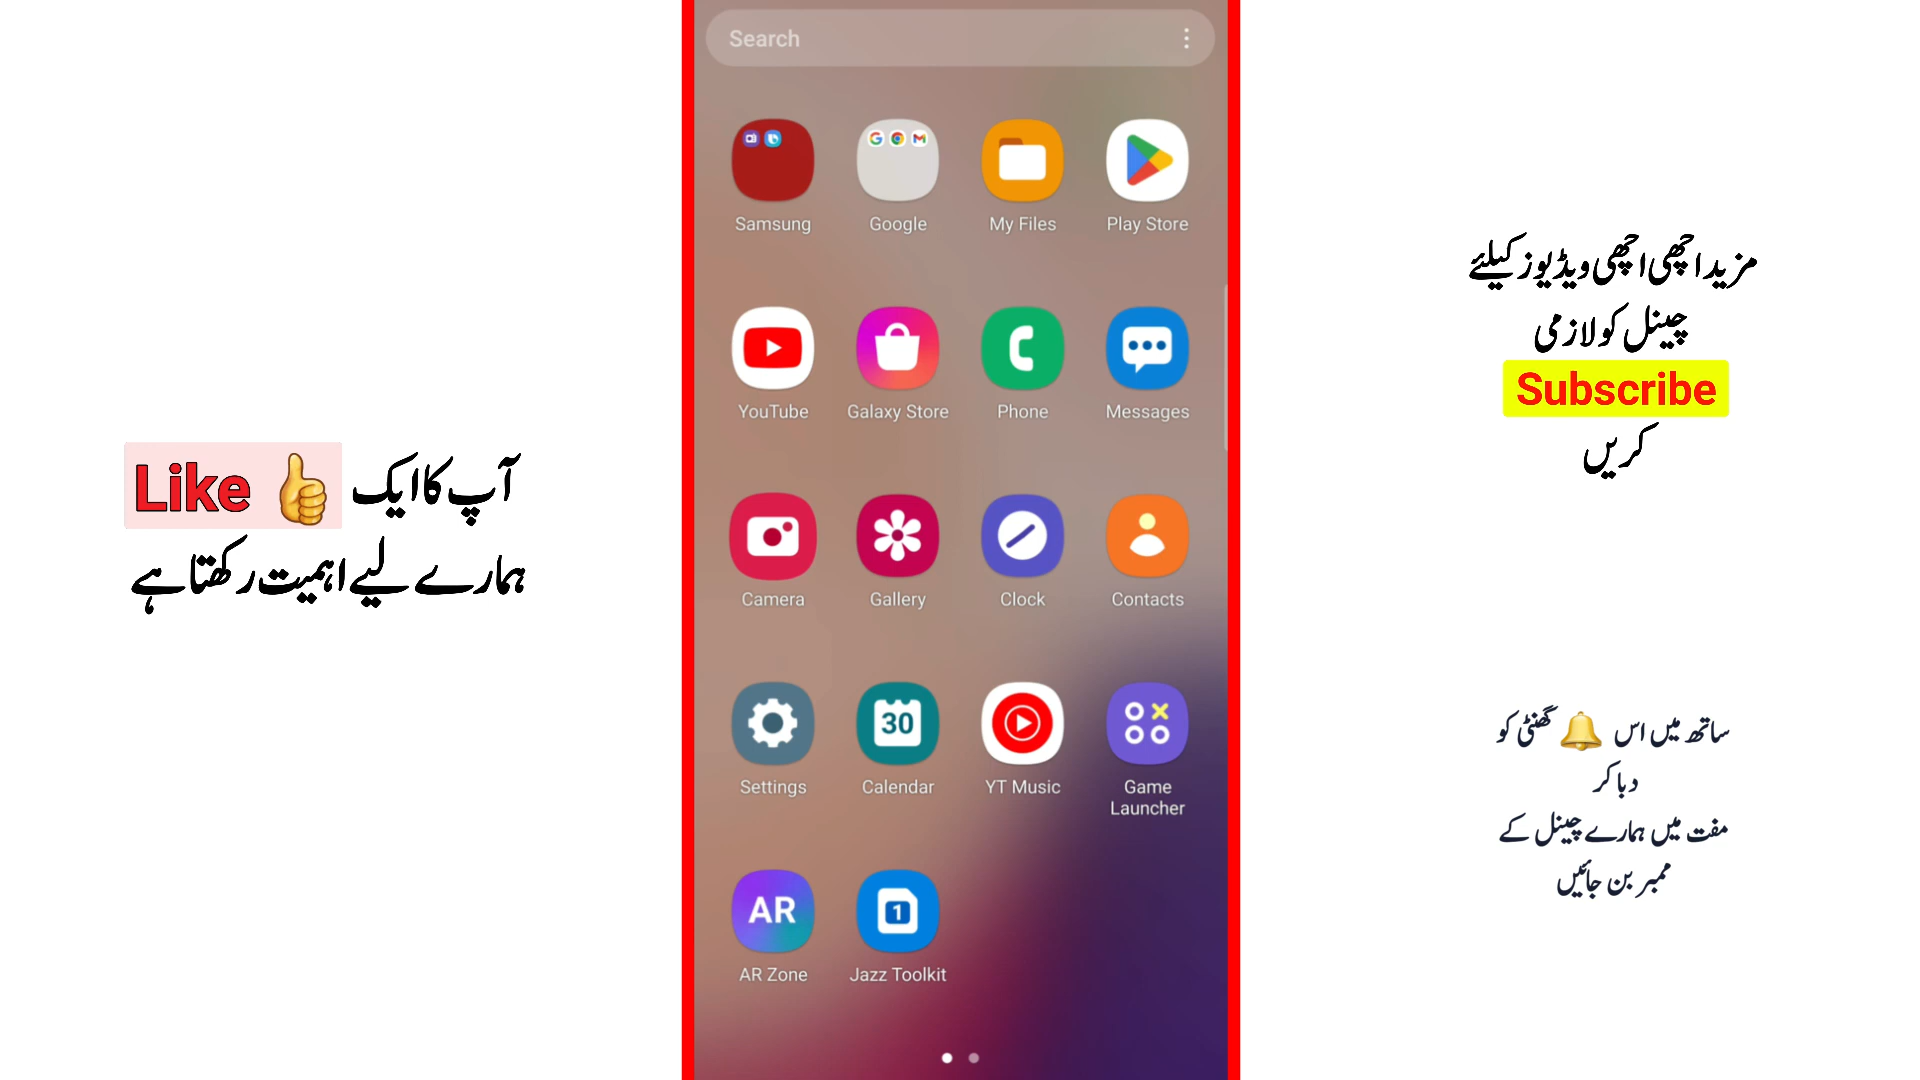 آپ کا ایک Like 👍
ہمارے لیے اہمیت رکھتا ہے
Search
Samsung Google My Files Play Store
YouTube Galaxy Store Phone Messages
Camera Gallery Clock Contacts
30
Settings Calendar YT Music Game Launcher
AR 1
AR Zone Jazz Toolkit
مزید اچھی اچھی ویڈیوز کیلئے
چینل کو لازمی
Subscribe
کریں
ساتھ میں اس 🔔 گھنٹی کو
دبا کر
مفت میں ہمارے چینل کے
ممبر بن جائیں